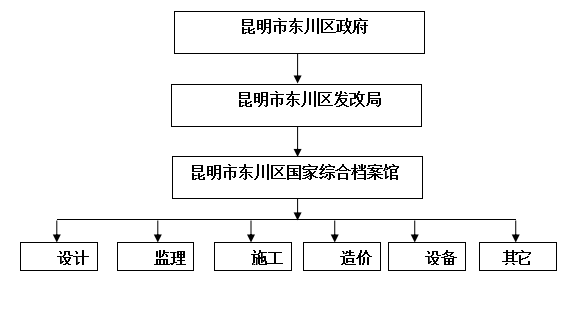 昆明市东川区政府
昆明市东川区发改局
昆明市东川区国家综合档案馆
设计 监理 施工 造价 设备 其它